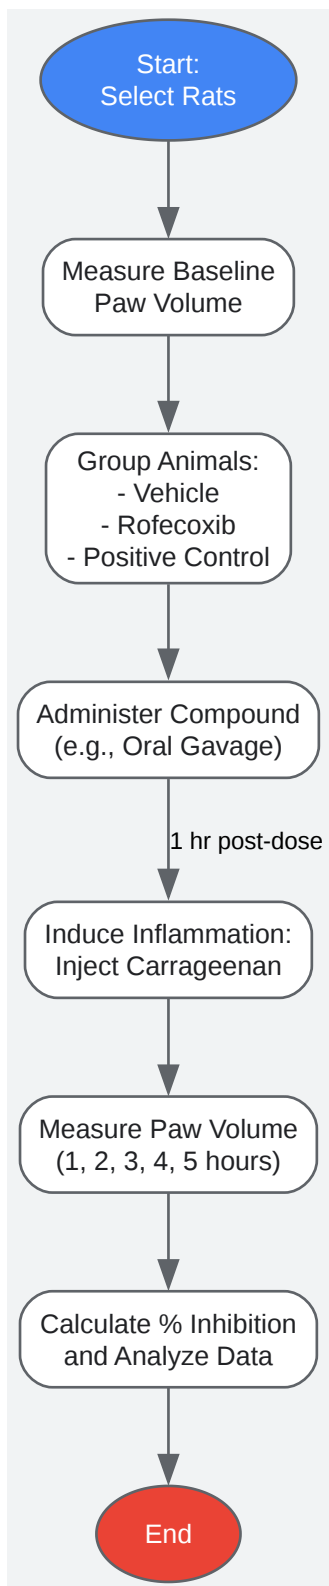 Start:
Select Rats
Measure Baseline
Paw Volume
Group Animals:
- Vehicle
- Rofecoxib
- Positive Control
Administer Compound
(e.g., Oral Gavage)
1 hr post-dose
Induce Inflammation:
Inject Carrageenan
Measure Paw Volume
(1, 2, 3, 4, 5 hours)
Calculate % Inhibition
and Analyze Data
End